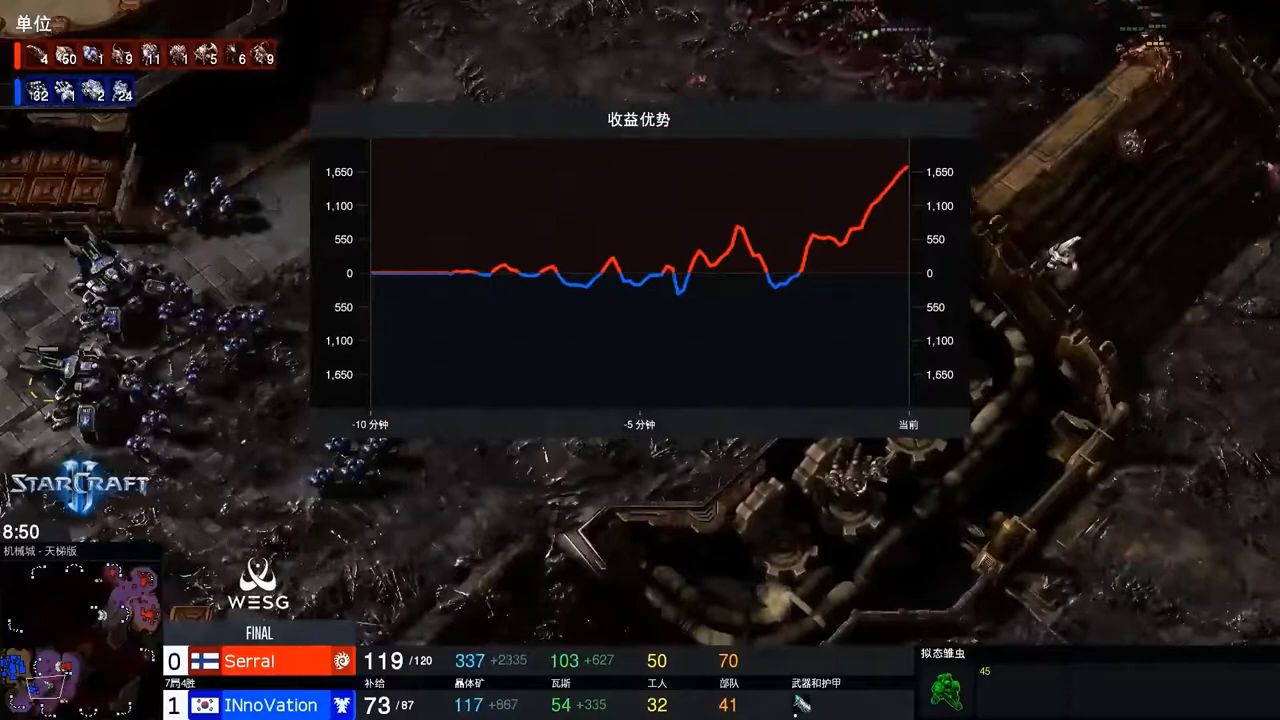 单位
4 60 1 9 11 1 5 6 9
32 1 2 24
收益优势
1,650 1,650
1,100 1,100
550 550
0 0
550 550
1,100 1,100
1,650 1,650
-10 分钟 -5 分钟 当前
STARCRAFT II
8:50
机械城 - 天梯版
WESG
FINAL
0 Serral 119 /120 337 +2335 103 +627 50 70
7局4胜 补给 晶体矿 瓦斯 工人 部队 武器和护甲
1 INnoVation 73 /87 117 +667 54 +335 32 41
拟态雏虫
45